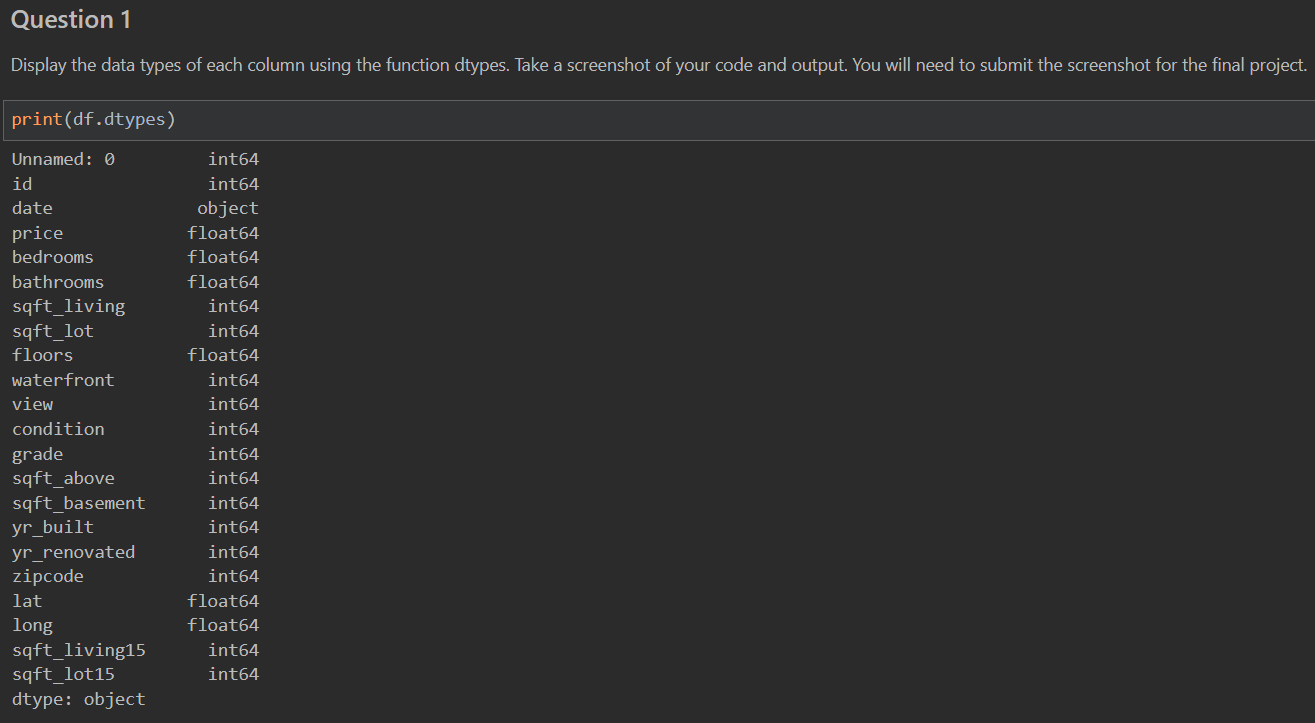 Question 1
Display the data types of each column using the function dtypes. Take a screenshot of your code and output. You will need to submit the screenshot for the final project.
print(df.dtypes)
Unnamed: 0         int64
id                 int64
date              object
price            float64
bedrooms         float64
bathrooms        float64
sqft_living        int64
sqft_lot           int64
floors           float64
waterfront         int64
view               int64
condition          int64
grade              int64
sqft_above         int64
sqft_basement      int64
yr_built           int64
yr_renovated       int64
zipcode            int64
lat              float64
long             float64
sqft_living15      int64
sqft_lot15         int64
dtype: object